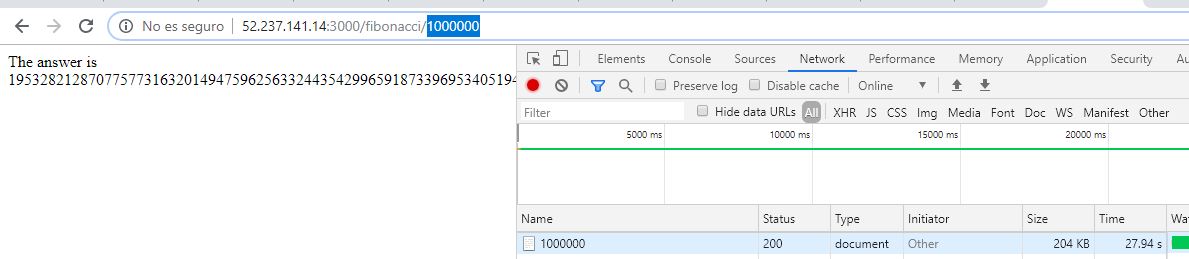 No es seguro | 52.237.141.14:3000/fibonacci/1000000
The answer is
1953282128707757731632014947596256332443542996591873396953405194
Elements Console Sources Network Performance Memory Application Security Au
Preserve log Disable cache Online
Filter Hide data URLs All XHR JS CSS Img Media Font Doc WS Manifest Other
5000 ms 10000 ms 15000 ms 20000 ms
Name Status Type Initiator Size Time Wat
1000000 200 document Other 204 KB 27.94 s